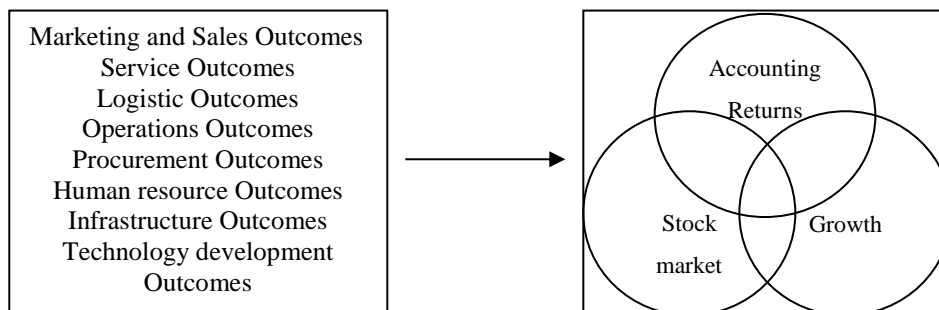 Marketing and Sales Outcomes
Service Outcomes
Logistic Outcomes
Operations Outcomes
Procurement Outcomes
Human resource Outcomes
Infrastructure Outcomes
Technology development
Outcomes
Accounting
Returns
Stock
market
Growth